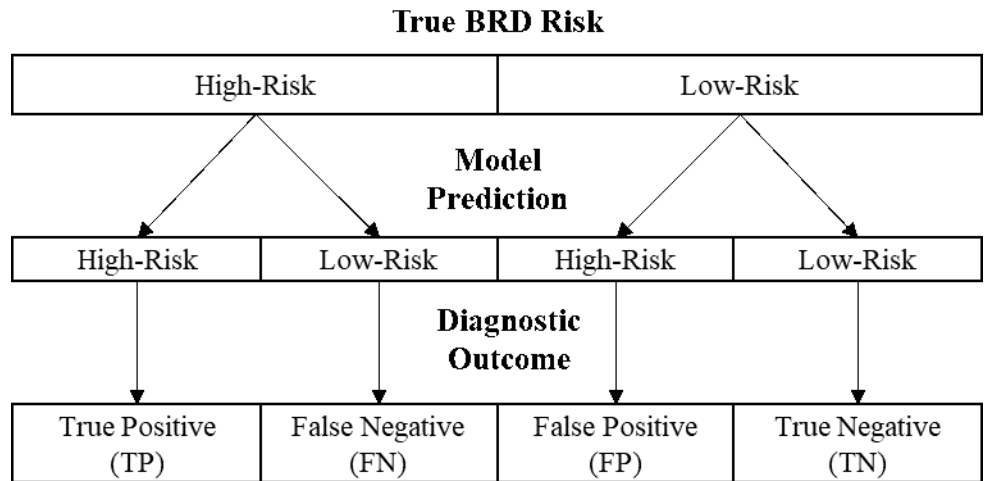 True BRD Risk
High-Risk
Low-Risk
Model
Prediction
High-Risk
Low-Risk
High-Risk
Low-Risk
Diagnostic
Outcome
True Positive
(TP)
False Negative
(FN)
False Positive
(FP)
True Negative
(TN)